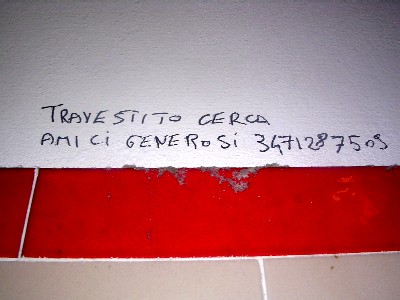 TRAVESTITO CERCA
AMICI GENEROSI 3471287509